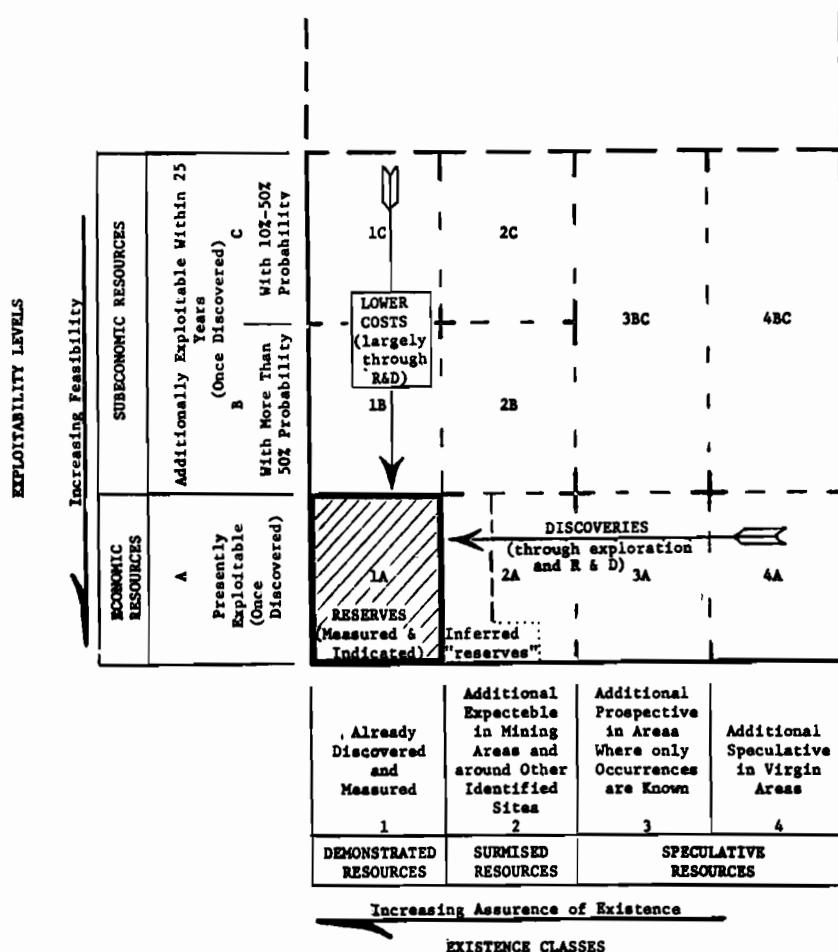 EXPLOITABILITY LEVELS
Increasing Feasibility
SUBECONOMIC RESOURCES
Additionally Exploitable Within 25
Years
(Once Discovered)
C
With 10%-50%
Probability
B
With More Than
50% Probability
ECONOMIC
RESOURCES
A
Presently
Exploitable
(Once
Discovered)
1C
2C
LOWER
COSTS
(largely
through
R&D)
3BC
4BC
1B
2B
DISCOVERIES
(through exploration
and R & D)
1A
2A
3A
4A
RESERVES
(Measured &
Indicated)
Inferred
"reserves"
Already
Discovered
and
Measured
1
Additional
Expecteble
in Mining
Areas and
around Other
Identified
Sites
2
Additional
Prospective
in Areas
Where only
Occurrences
are Known
3
Additional
Speculative
in Virgin
Areas
4
DEMONSTRATED
RESOURCES
SURMISED
RESOURCES
SPECULATIVE
RESOURCES
Increasing Assurance of Existence
EXISTENCE CLASSES